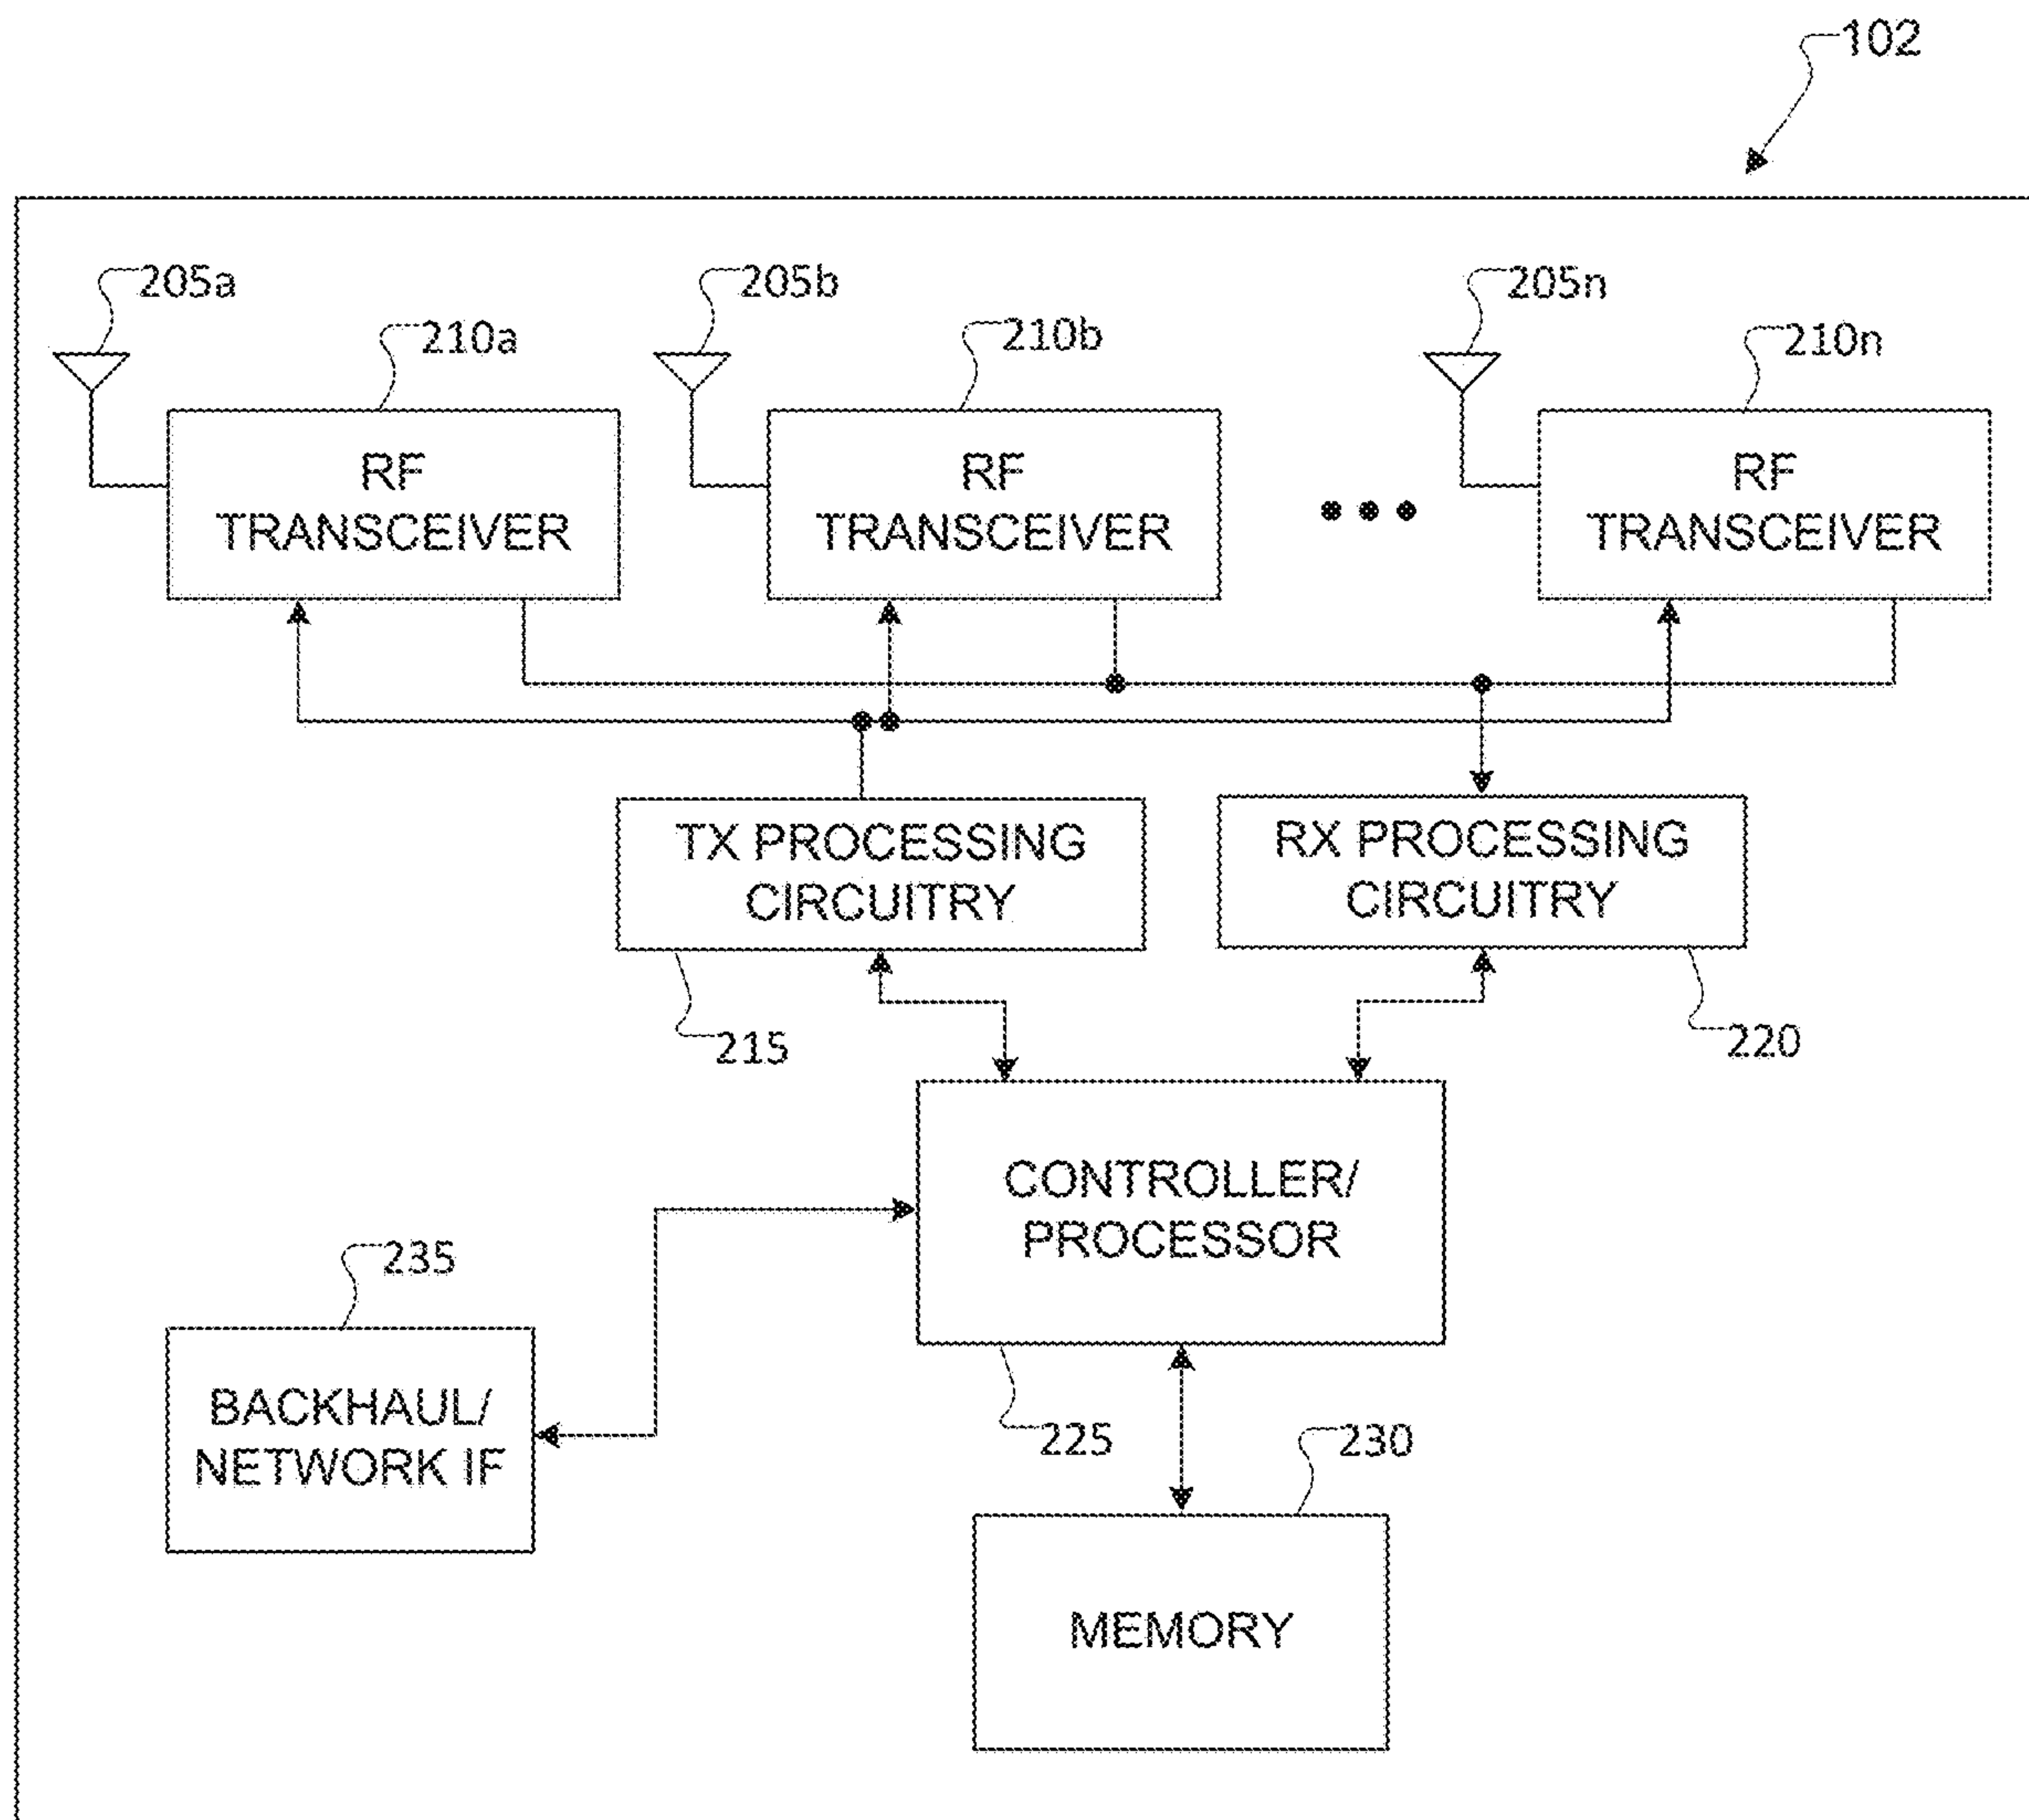 102
205a
205b
205n
210a
210b
210n
RF
TRANSCEIVER
RF
TRANSCEIVER
RF
TRANSCEIVER
TX PROCESSING
CIRCUITRY
RX PROCESSING
CIRCUITRY
215
220
CONTROLLER/
PROCESSOR
235
BACKHAUL/
NETWORK IF
225
230
MEMORY